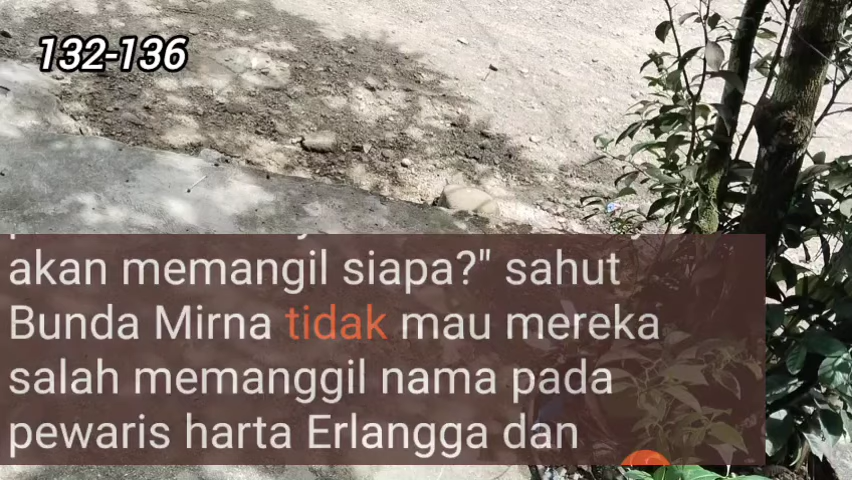 132-136
akan memangil siapa?" sahut
Bunda Mirna tidak mau mereka
salah memanggil nama pada
pewaris harta Erlangga dan